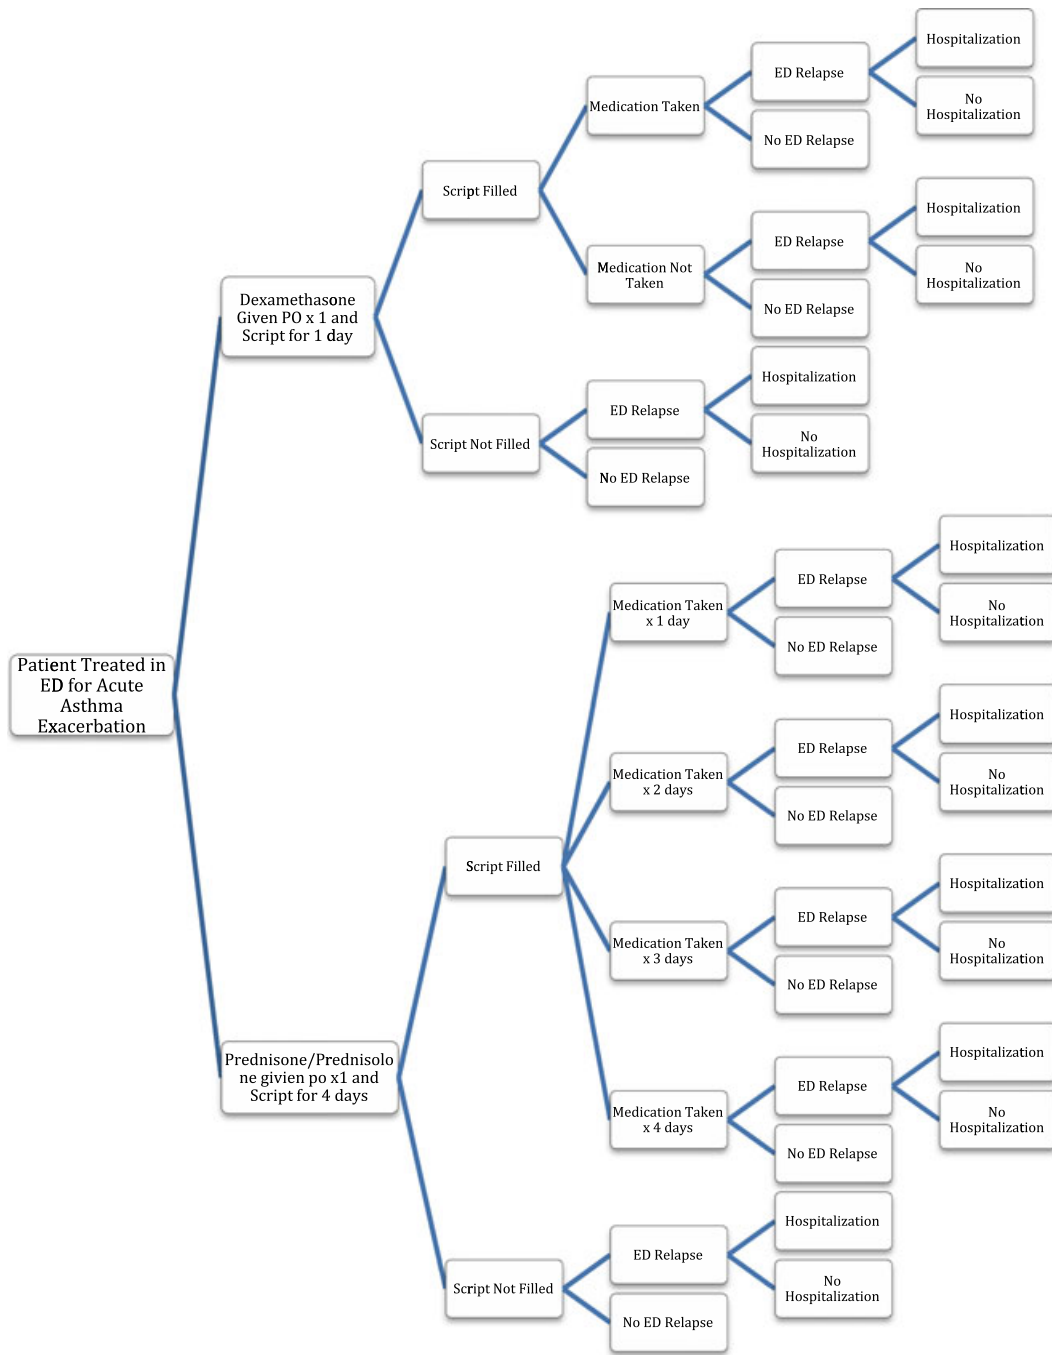 Patient Treated in
ED for Acute
Asthma
Exacerbation
Dexamethasone
Given PO x 1 and
Script for 1 day
Script Filled
Medication Taken
ED Relapse
Hospitalization
No
Hospitalization
No ED Relapse
Medication Not
Taken
ED Relapse
Hospitalization
No
Hospitalization
No ED Relapse
Script Not Filled
ED Relapse
Hospitalization
No
Hospitalization
No ED Relapse
Prednisone/Prednisolo
ne givien po x1 and
Script for 4 days
Script Filled
Medication Taken
x 1 day
ED Relapse
Hospitalization
No
Hospitalization
No ED Relapse
Medication Taken
x 2 days
ED Relapse
Hospitalization
No
Hospitalization
No ED Relapse
Medication Taken
x 3 days
ED Relapse
Hospitalization
No
Hospitalization
No ED Relapse
Medication Taken
x 4 days
ED Relapse
Hospitalization
No
Hospitalization
No ED Relapse
Script Not Filled
ED Relapse
Hospitalization
No
Hospitalization
No ED Relapse